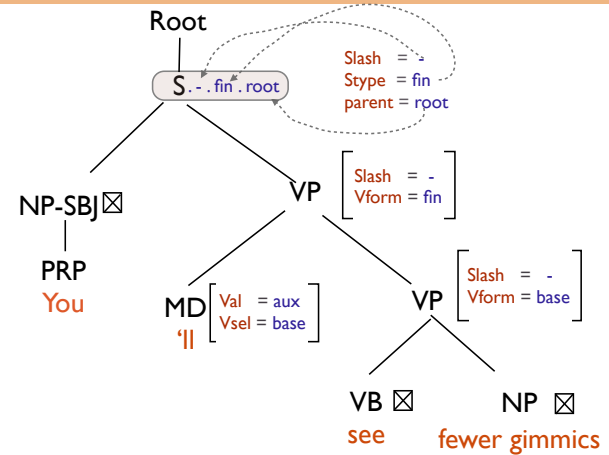 Root
Slash = -
S . - . fin . root
Stype = fin
parent = root
VP
Slash = -
Vform = fin
NP-SBJ ☒
PRP
You
MD
Val = aux
Vsel = base
'll
VP
Slash = -
Vform = base
VB ☒
NP ☒
see
fewer gimmics